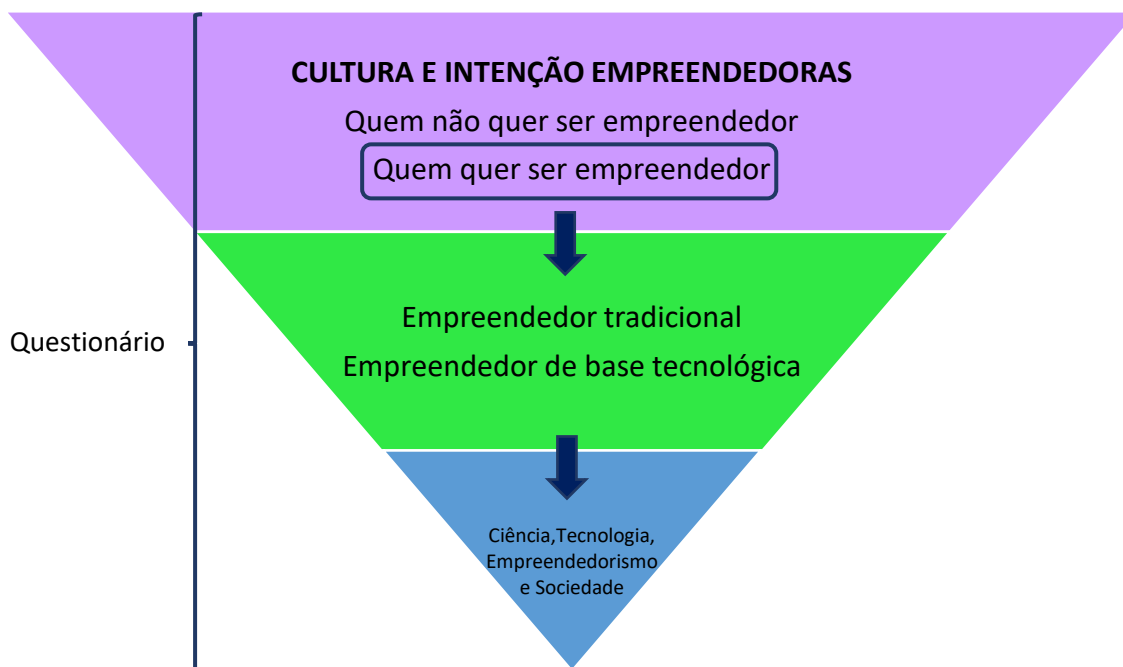 CULTURA E INTENÇÃO EMPREENDEDORAS
Quem não quer ser empreendedor
Quem quer ser empreendedor
Empreendedor tradicional
Empreendedor de base tecnológica
Questionário
Ciência,Tecnologia,
Empreendedorismo
e Sociedade